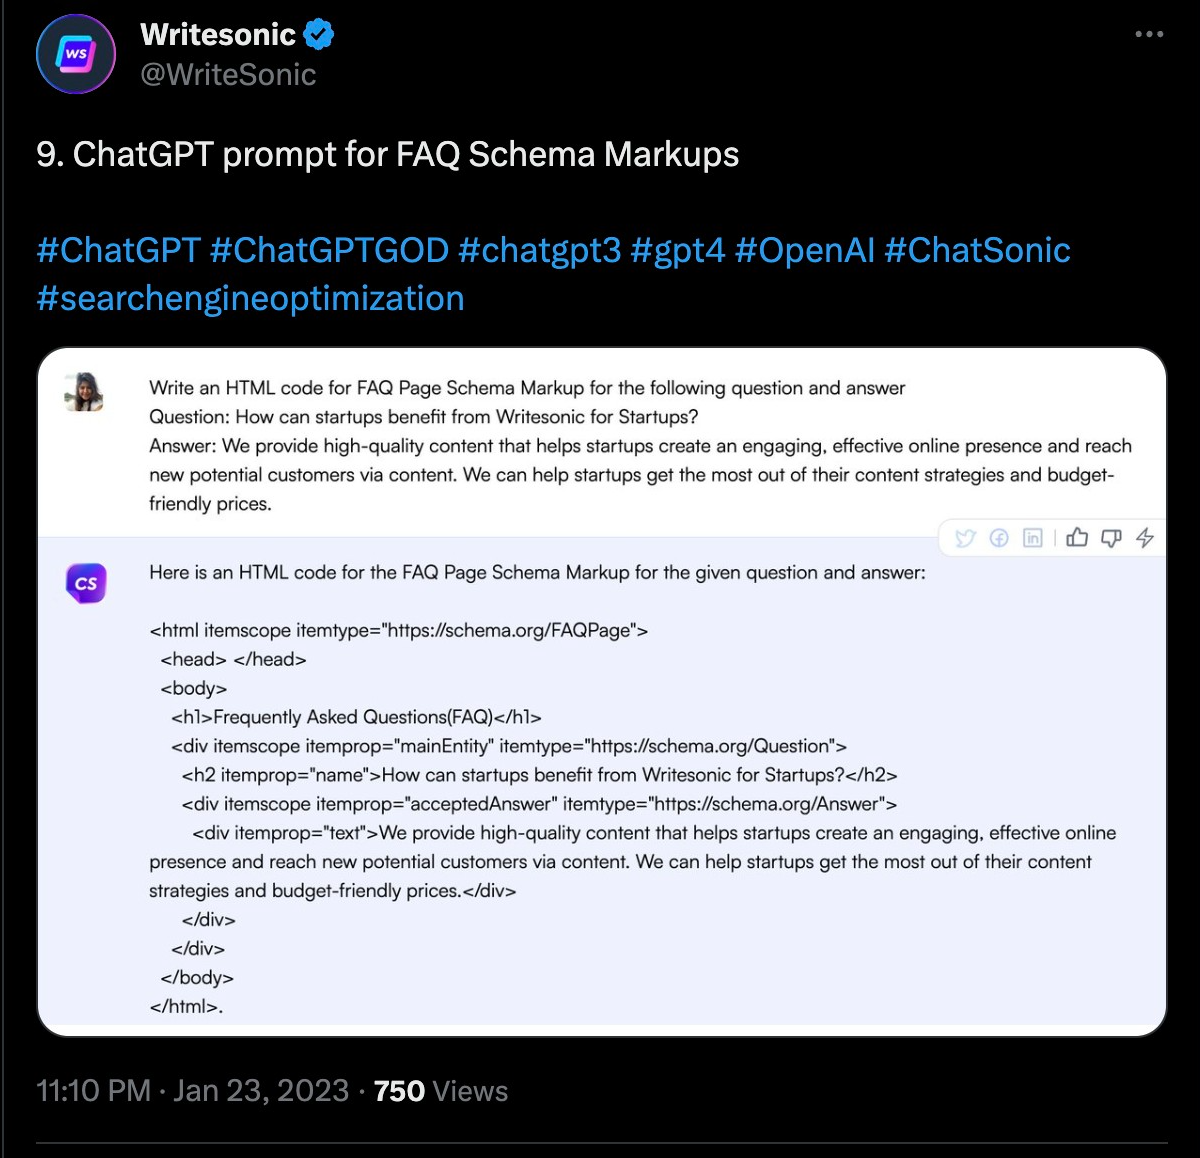 WS
Writesonic
@WriteSonic
9. ChatGPT prompt for FAQ Schema Markups
#ChatGPT #ChatGPTGOD #chatgpt3 #gpt4 #OpenAI #ChatSonic
#searchengineoptimization
Write an HTML code for FAQ Page Schema Markup for the following question and answer
Question: How can startups benefit from Writesonic for Startups?
Answer: We provide high-quality content that helps startups create an engaging, effective online presence and reach
new potential customers via content. We can help startups get the most out of their content strategies and budget-
friendly prices.
in
CS
Here is an HTML code for the FAQ Page Schema Markup for the given question and answer:
<html itemscope itemtype="https://schema.org/FAQPage">
<head> </head>
<body>
<h1>Frequently Asked Questions(FAQ)</h1>
<div itemscope itemprop="mainEntity" itemtype="https://schema.org/Question">
<h2 itemprop="name">How can startups benefit from Writesonic for Startups?</h2>
<div itemscope itemprop="acceptedAnswer" itemtype="https://schema.org/Answer">
<div itemprop="text">We provide high-quality content that helps startups create an engaging, effective online
presence and reach new potential customers via content. We can help startups get the most out of their content
strategies and budget-friendly prices.</div>
</div>
</div>
</body>
</html>.
11:10 PM · Jan 23, 2023 · 750 Views